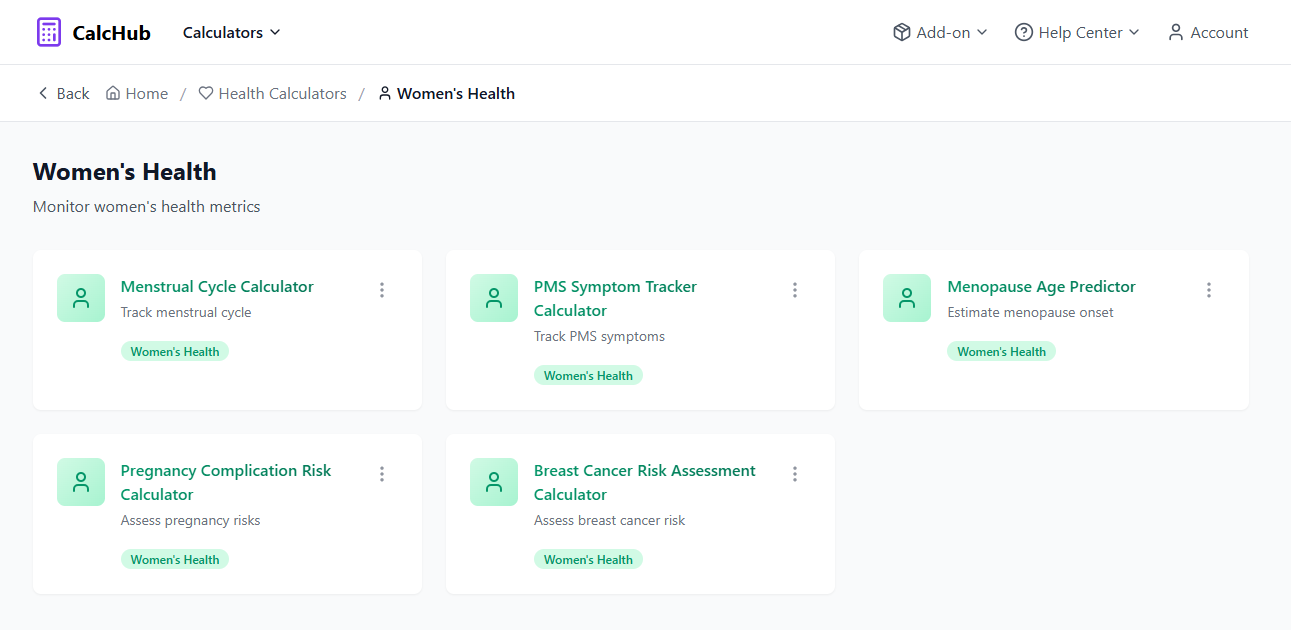 CalcHub Calculators Add-on Help Center Account
Back Home / Health Calculators / Women's Health
Women's Health
Monitor women's health metrics
Menstrual Cycle Calculator
Track menstrual cycle
Women's Health
PMS Symptom Tracker
Calculator
Track PMS symptoms
Women's Health
Menopause Age Predictor
Estimate menopause onset
Women's Health
Pregnancy Complication Risk
Calculator
Assess pregnancy risks
Women's Health
Breast Cancer Risk Assessment
Calculator
Assess breast cancer risk
Women's Health